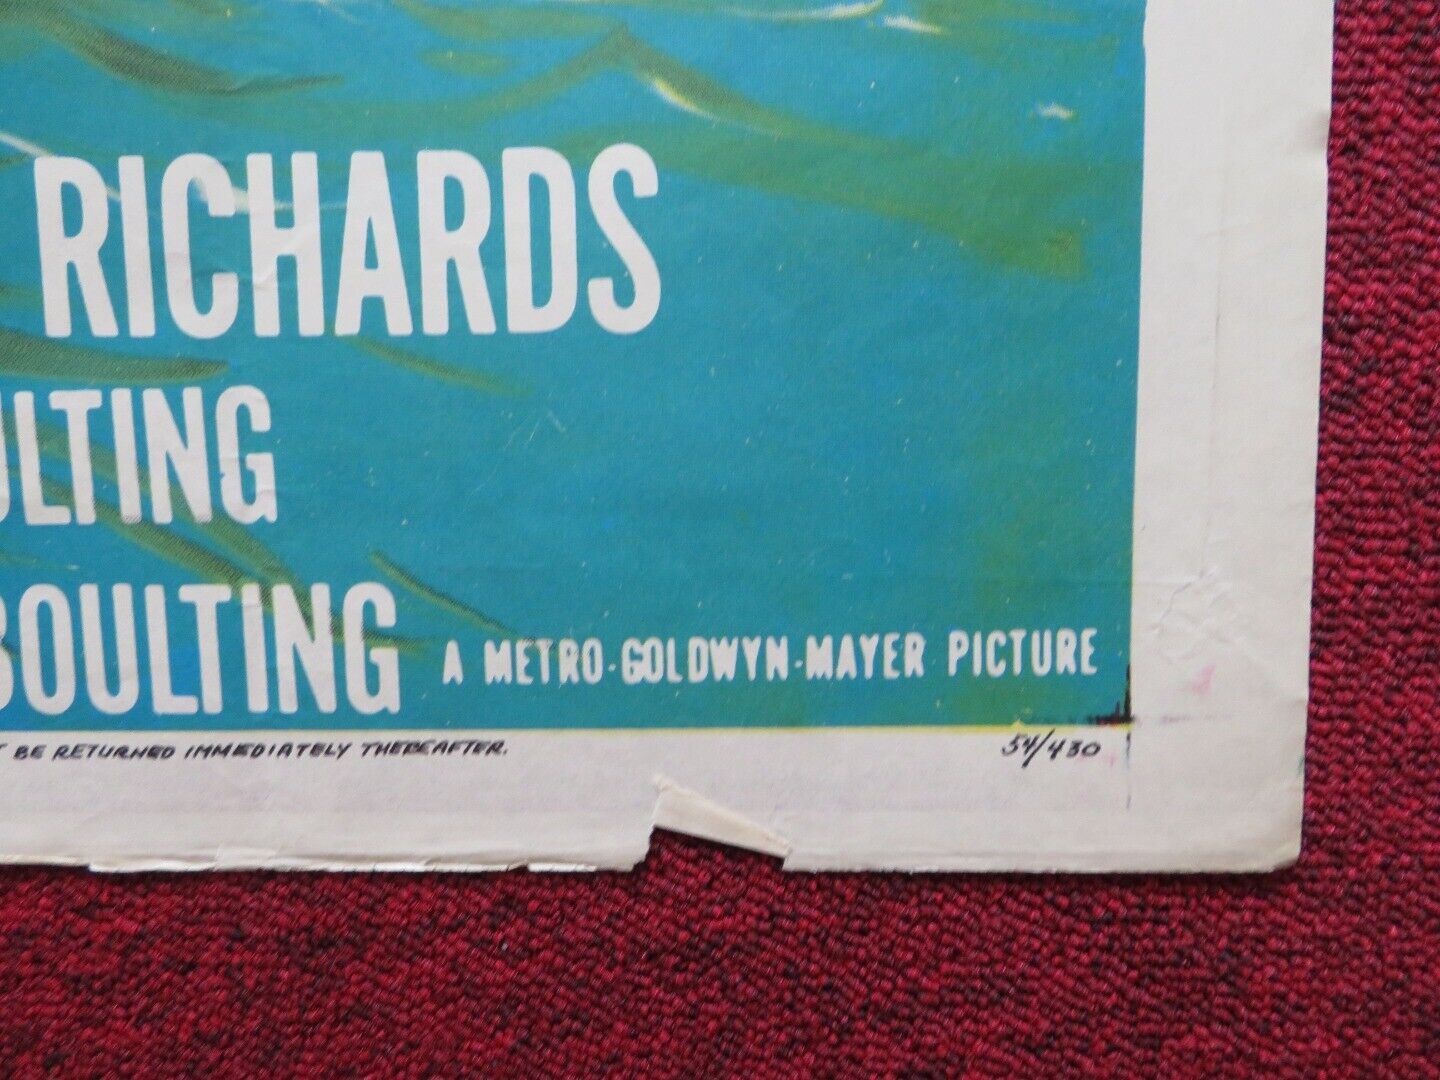 RICHARDS
ULTING
BOULTING
A METRO-GOLDWYN-MAYER PICTURE
T BE RETURNED IMMEDIATELY THEREAFTER.
54/430